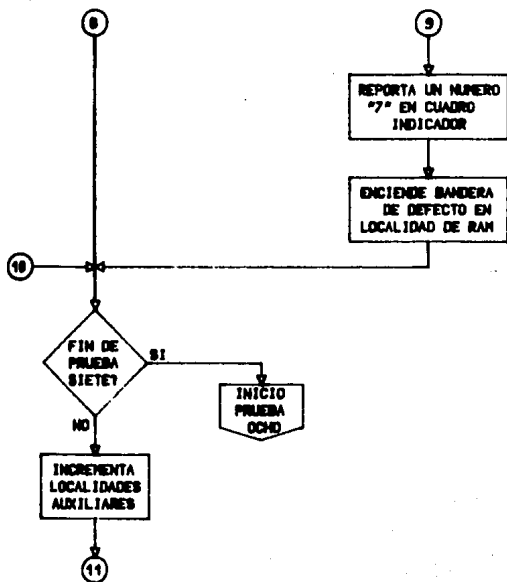 8
9
REPORTA UN NUMERO
"7" EN CUADRO
INDICADOR
ENCIENDE BANDERA
DE DEFECTO EN
LOCALIDAD DE RAM
10
FIN DE
PRUEBA
SIETE?
SI
INICIO
PRUEBA
OCHO
NO
INCREMENTA
LOCALIDADES
AUXILIARES
11